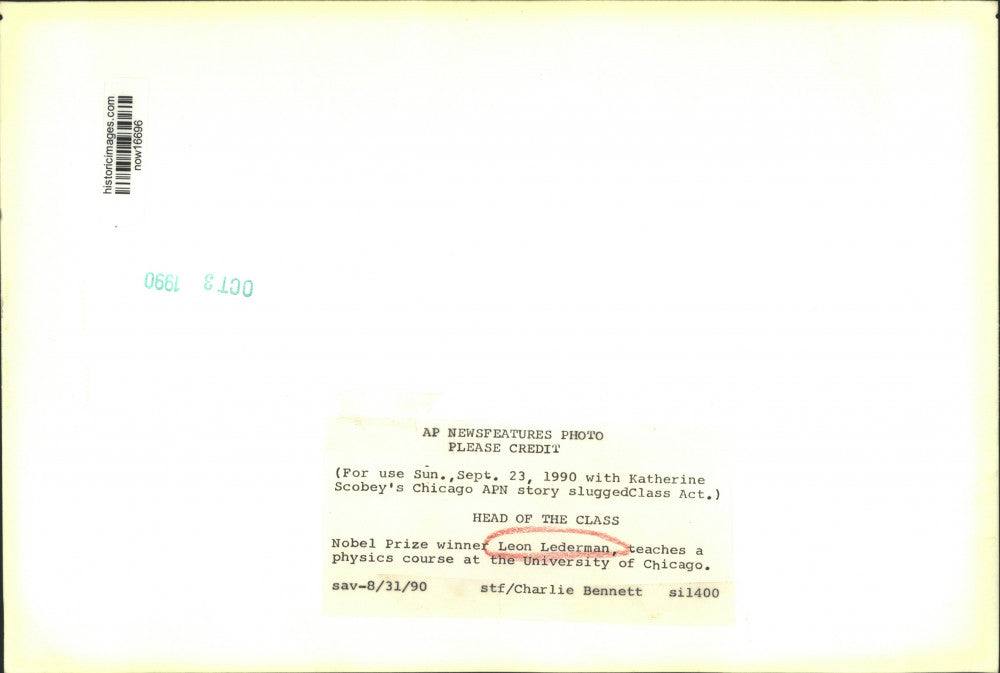 historicimages.com
now16696
OCT 3 1990
AP NEWSFEATURES PHOTO
PLEASE CREDIT
(For use Sun.,Sept. 23, 1990 with Katherine
Scobey's Chicago APN story sluggedClass Act.)
HEAD OF THE CLASS
Nobel Prize winner Leon Lederman, teaches a
physics course at the University of Chicago.
sav-8/31/90 stf/Charlie Bennett si1400